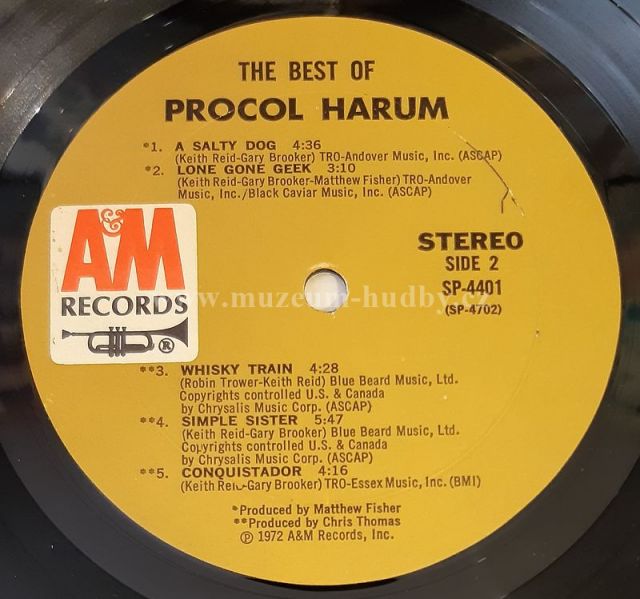 THE BEST OF
PROCOL HARUM
*1. A SALTY DOG 4:36
(Keith Reid-Gary Brooker) TRO-Andover Music, Inc. (ASCAP)
*2. LONE GONE GEEK 3:10
(Keith Reid-Gary Brooker-Matthew Fisher) TRO-Andover
Music, Inc./Black Caviar Music, Inc. (ASCAP)
A&M
RECORDS
®
STEREO
SIDE 2
SP-4401
(SP-4702)
www.muzeum-hudby.cz
**3. WHISKY TRAIN 4:28
(Robin Trower-Keith Reid) Blue Beard Music, Ltd.
Copyrights controlled U.S. & Canada
by Chrysalis Music Corp. (ASCAP)
**4. SIMPLE SISTER 5:47
(Keith Reid-Gary Brooker) Blue Beard Music, Ltd.
Copyrights controlled U.S. & Canada
by Chrysalis Music Corp. (ASCAP)
**5. CONQUISTADOR 4:16
(Keith Reid-Gary Brooker) TRO-Essex Music, Inc. (BMI)
*Produced by Matthew Fisher
**Produced by Chris Thomas
℗ 1972 A&M Records, Inc.